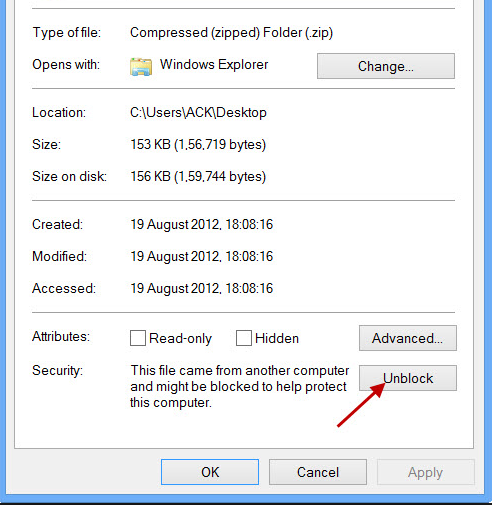 Type of file: Compressed (zipped) Folder (.zip)
Opens with: Windows Explorer Change...
Location: C:\Users\ACK\Desktop
Size: 153 KB (1,56,719 bytes)
Size on disk: 156 KB (1,59,744 bytes)
Created: 19 August 2012, 18:08:16
Modified: 19 August 2012, 18:08:16
Accessed: 19 August 2012, 18:08:16
Attributes: Read-only Hidden Advanced...
Security: This file came from another computer Unblock
and might be blocked to help protect
this computer.
OK Cancel Apply